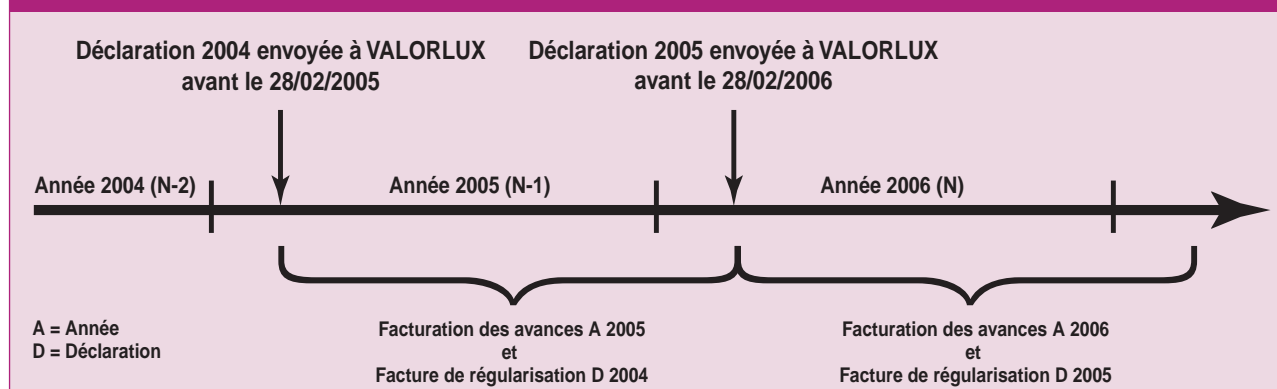 Déclaration 2004 envoyée à VALORLUX
avant le 28/02/2005
Déclaration 2005 envoyée à VALORLUX
avant le 28/02/2006
Année 2004 (N-2)
Année 2005 (N-1)
Année 2006 (N)
A = Année
D = Déclaration
Facturation des avances A 2005
et
Facture de régularisation D 2004
Facturation des avances A 2006
et
Facture de régularisation D 2005